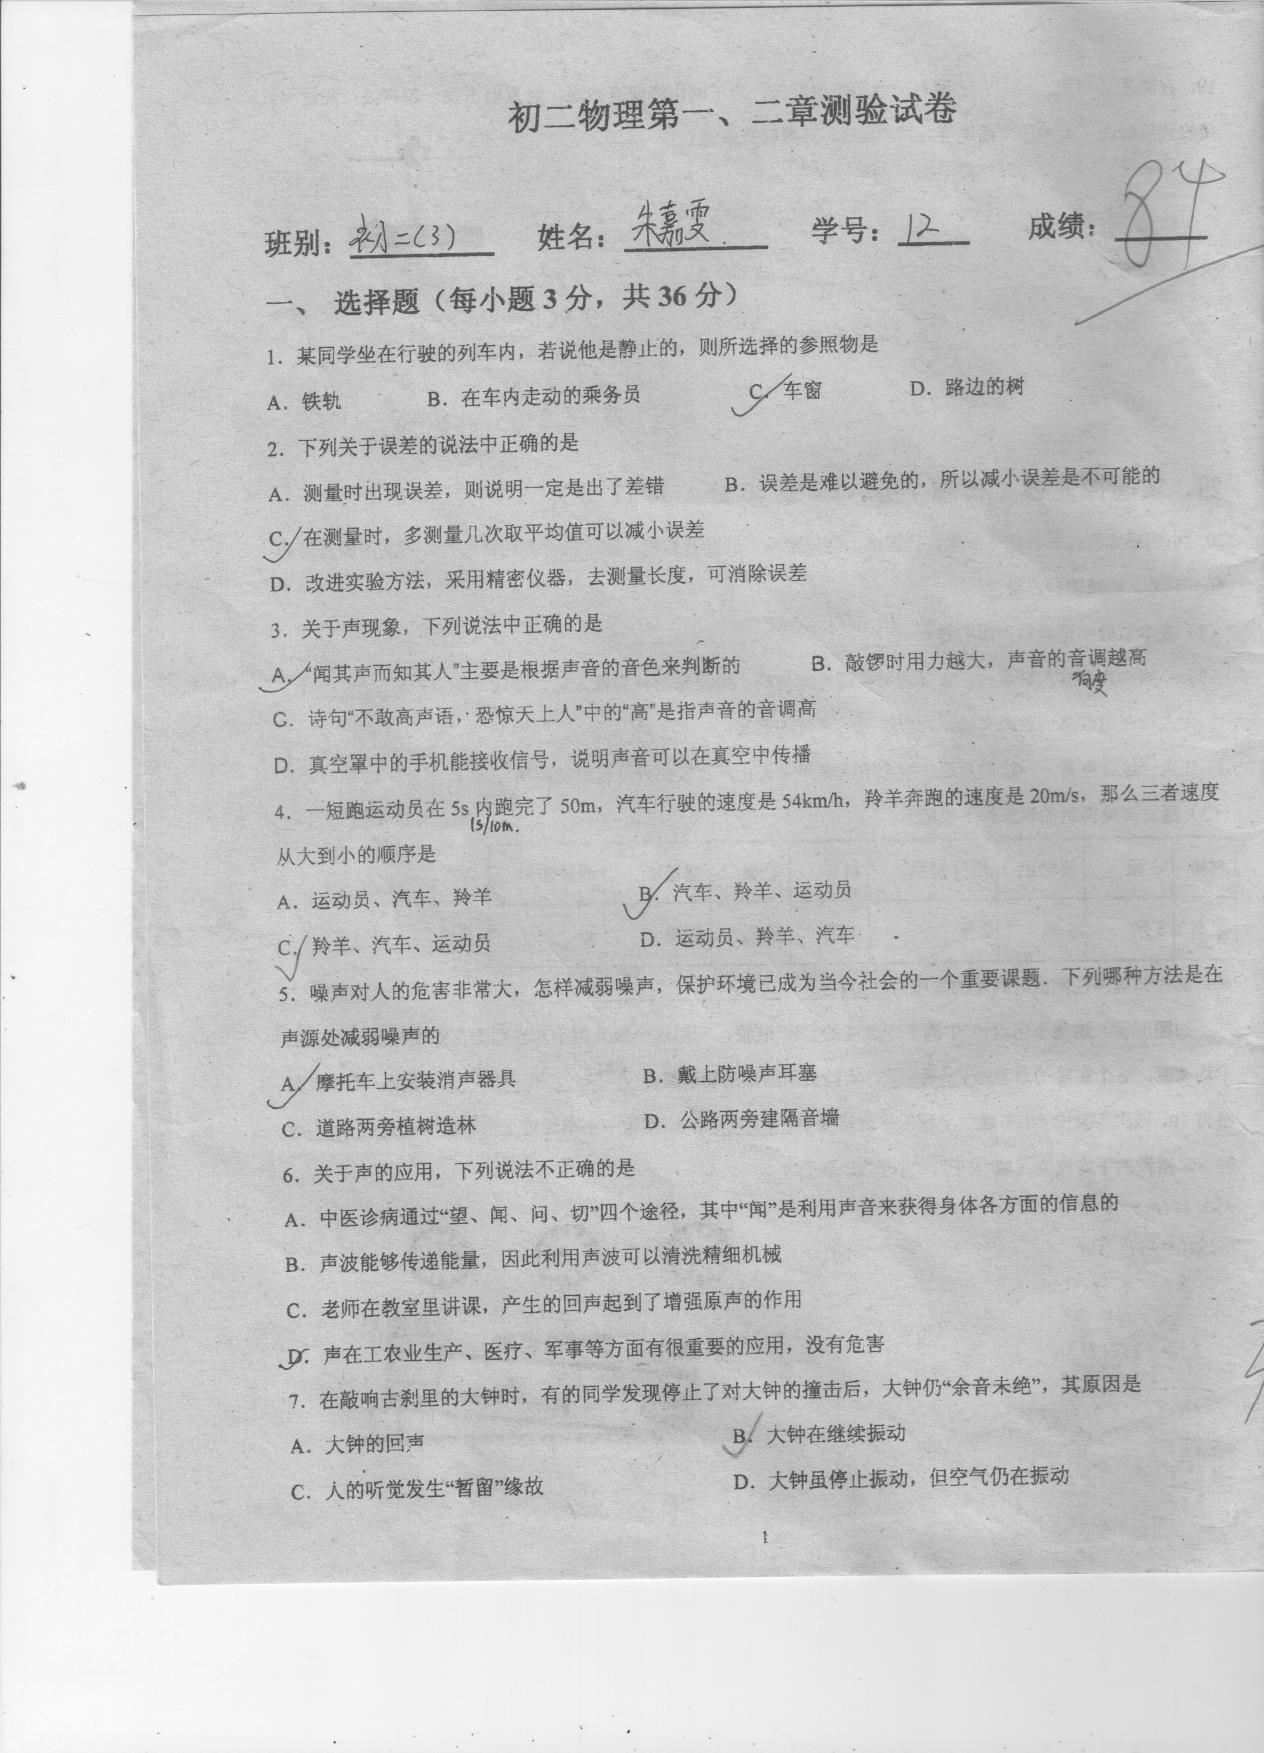 初二物理第一、二章测验试卷
班别：初二(3) 姓名：朱嘉雯 学号：12 成绩：84
一、 选择题（每小题 3 分，共 36 分）
1．某同学坐在行驶的列车内，若说他是静止的，则所选择的参照物是
A．铁轨 B．在车内走动的乘务员 C．车窗 D．路边的树
2．下列关于误差的说法中正确的是
A．测量时出现误差，则说明一定是出了差错 B．误差是难以避免的，所以减小误差是不可能的
C．在测量时，多测量几次取平均值可以减小误差
D．改进实验方法，采用精密仪器，去测量长度，可消除误差
3．关于声现象，下列说法中正确的是
A．“闻其声而知其人”主要是根据声音的音色来判断的 B．敲锣时用力越大，声音的音调越高
响度
C．诗句“不敢高声语，恐惊天上人”中的“高”是指声音的音调高
D．真空罩中的手机能接收信号，说明声音可以在真空中传播
4．一短跑运动员在 5s 内跑完了 50m，汽车行驶的速度是 54km/h，羚羊奔跑的速度是 20m/s，那么三者速度
1s/10m.
从大到小的顺序是
A．运动员、汽车、羚羊 B．汽车、羚羊、运动员
C．羚羊、汽车、运动员 D．运动员、羚羊、汽车
5．噪声对人的危害非常大，怎样减弱噪声，保护环境已成为当今社会的一个重要课题．下列哪种方法是在
声源处减弱噪声的
A．摩托车上安装消声器具 B．戴上防噪声耳塞
C．道路两旁植树造林 D．公路两旁建隔音墙
6．关于声的应用，下列说法不正确的是
A．中医诊病通过“望、闻、问、切”四个途径，其中“闻”是利用声音来获得身体各方面的信息的
B．声波能够传递能量，因此利用声波可以清洗精细机械
C．老师在教室里讲课，产生的回声起到了增强原声的作用
D．声在工农业生产、医疗、军事等方面有很重要的应用，没有危害
7．在敲响古刹里的大钟时，有的同学发现停止了对大钟的撞击后，大钟仍“余音未绝”，其原因是
A．大钟的回声 B．大钟在继续振动
C．人的听觉发生“暂留”缘故 D．大钟虽停止振动，但空气仍在振动
1